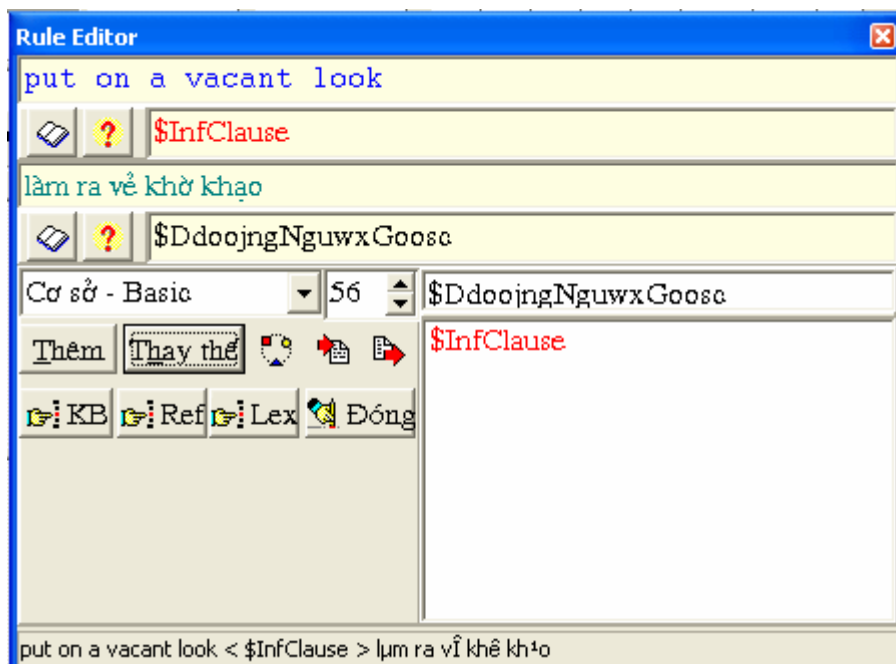 Rule Editor
put on a vacant look
? $InfClause
làm ra vẻ khờ khạo
? $DdoojngNguwxGoosc
Cơ sở - Basic 56 $DdoojngNguwxGoosc
Thêm Thay thế $InfClause
KB Ref Lex Đóng
put on a vacant look < $InfClause > lµm ra vÎ khê kh¹o